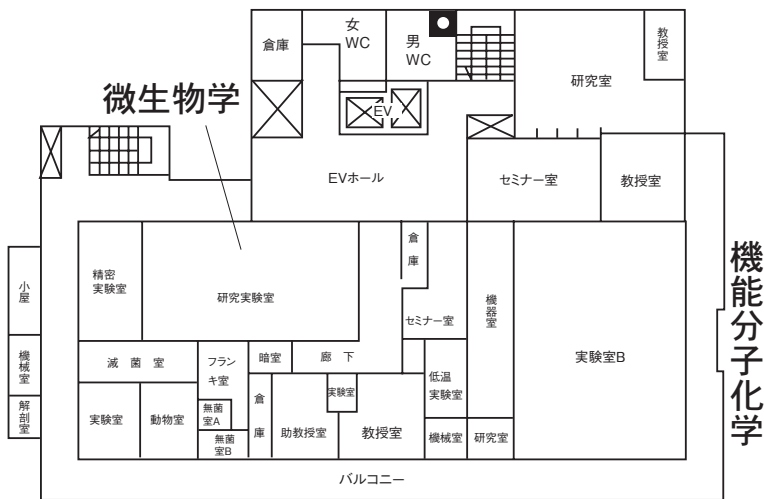 女
WC
男
WC
倉庫
教授室
研究室
微生物学
EV
EVホール
セミナー室
教授室
倉庫
精密
実験室
研究実験室
機能分子化学
小屋
機器室
セミナー室
実験室B
減菌室
フラン
キ室
暗室
廊下
機械室
低温
実験室
実験室
倉庫
解剖室
実験室
動物室
無菌
室A
助教授室
教授室
無菌
室B
機械室
研究室
バルコニー